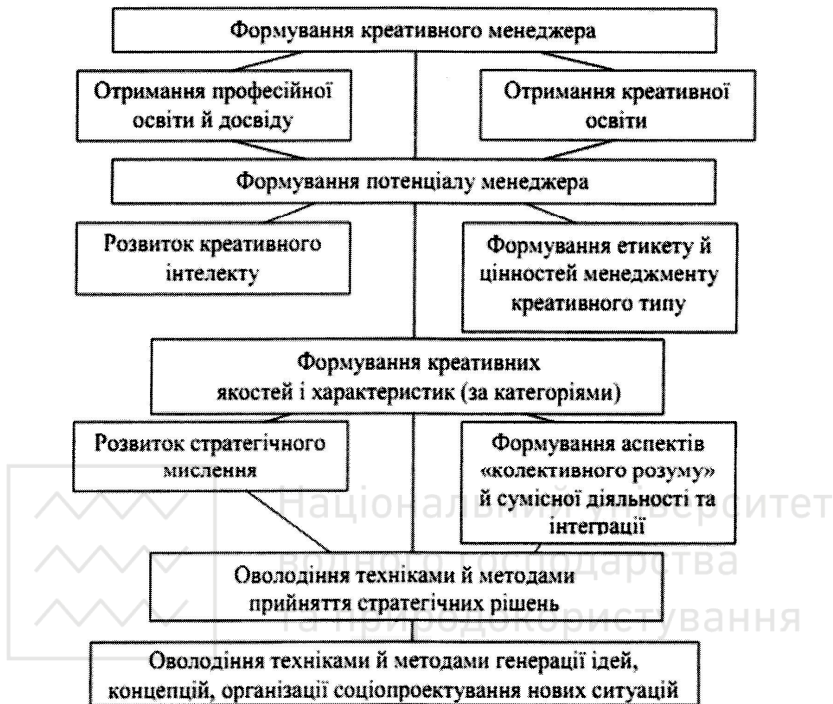 Формування креативного менеджера
Отримання професійної
освіти й досвіду
Отримання креативної
освіти
Формування потенціалу менеджера
Розвиток креативного
інтелекту
Формування етикету й
цінностей менеджменту
креативного типу
Формування креативних
якостей і характеристик (за категоріями)
Розвиток стратегічного
мислення
Формування аспектів
«колективного розуму»
й сумісної діяльності та
інтеграції
Національний університет
водного господарства
та природокористування
Оволодіння техніками й методами
прийняття стратегічних рішень
Оволодіння техніками й методами генерації ідей,
концепцій, організації соціопроектування нових ситуацій